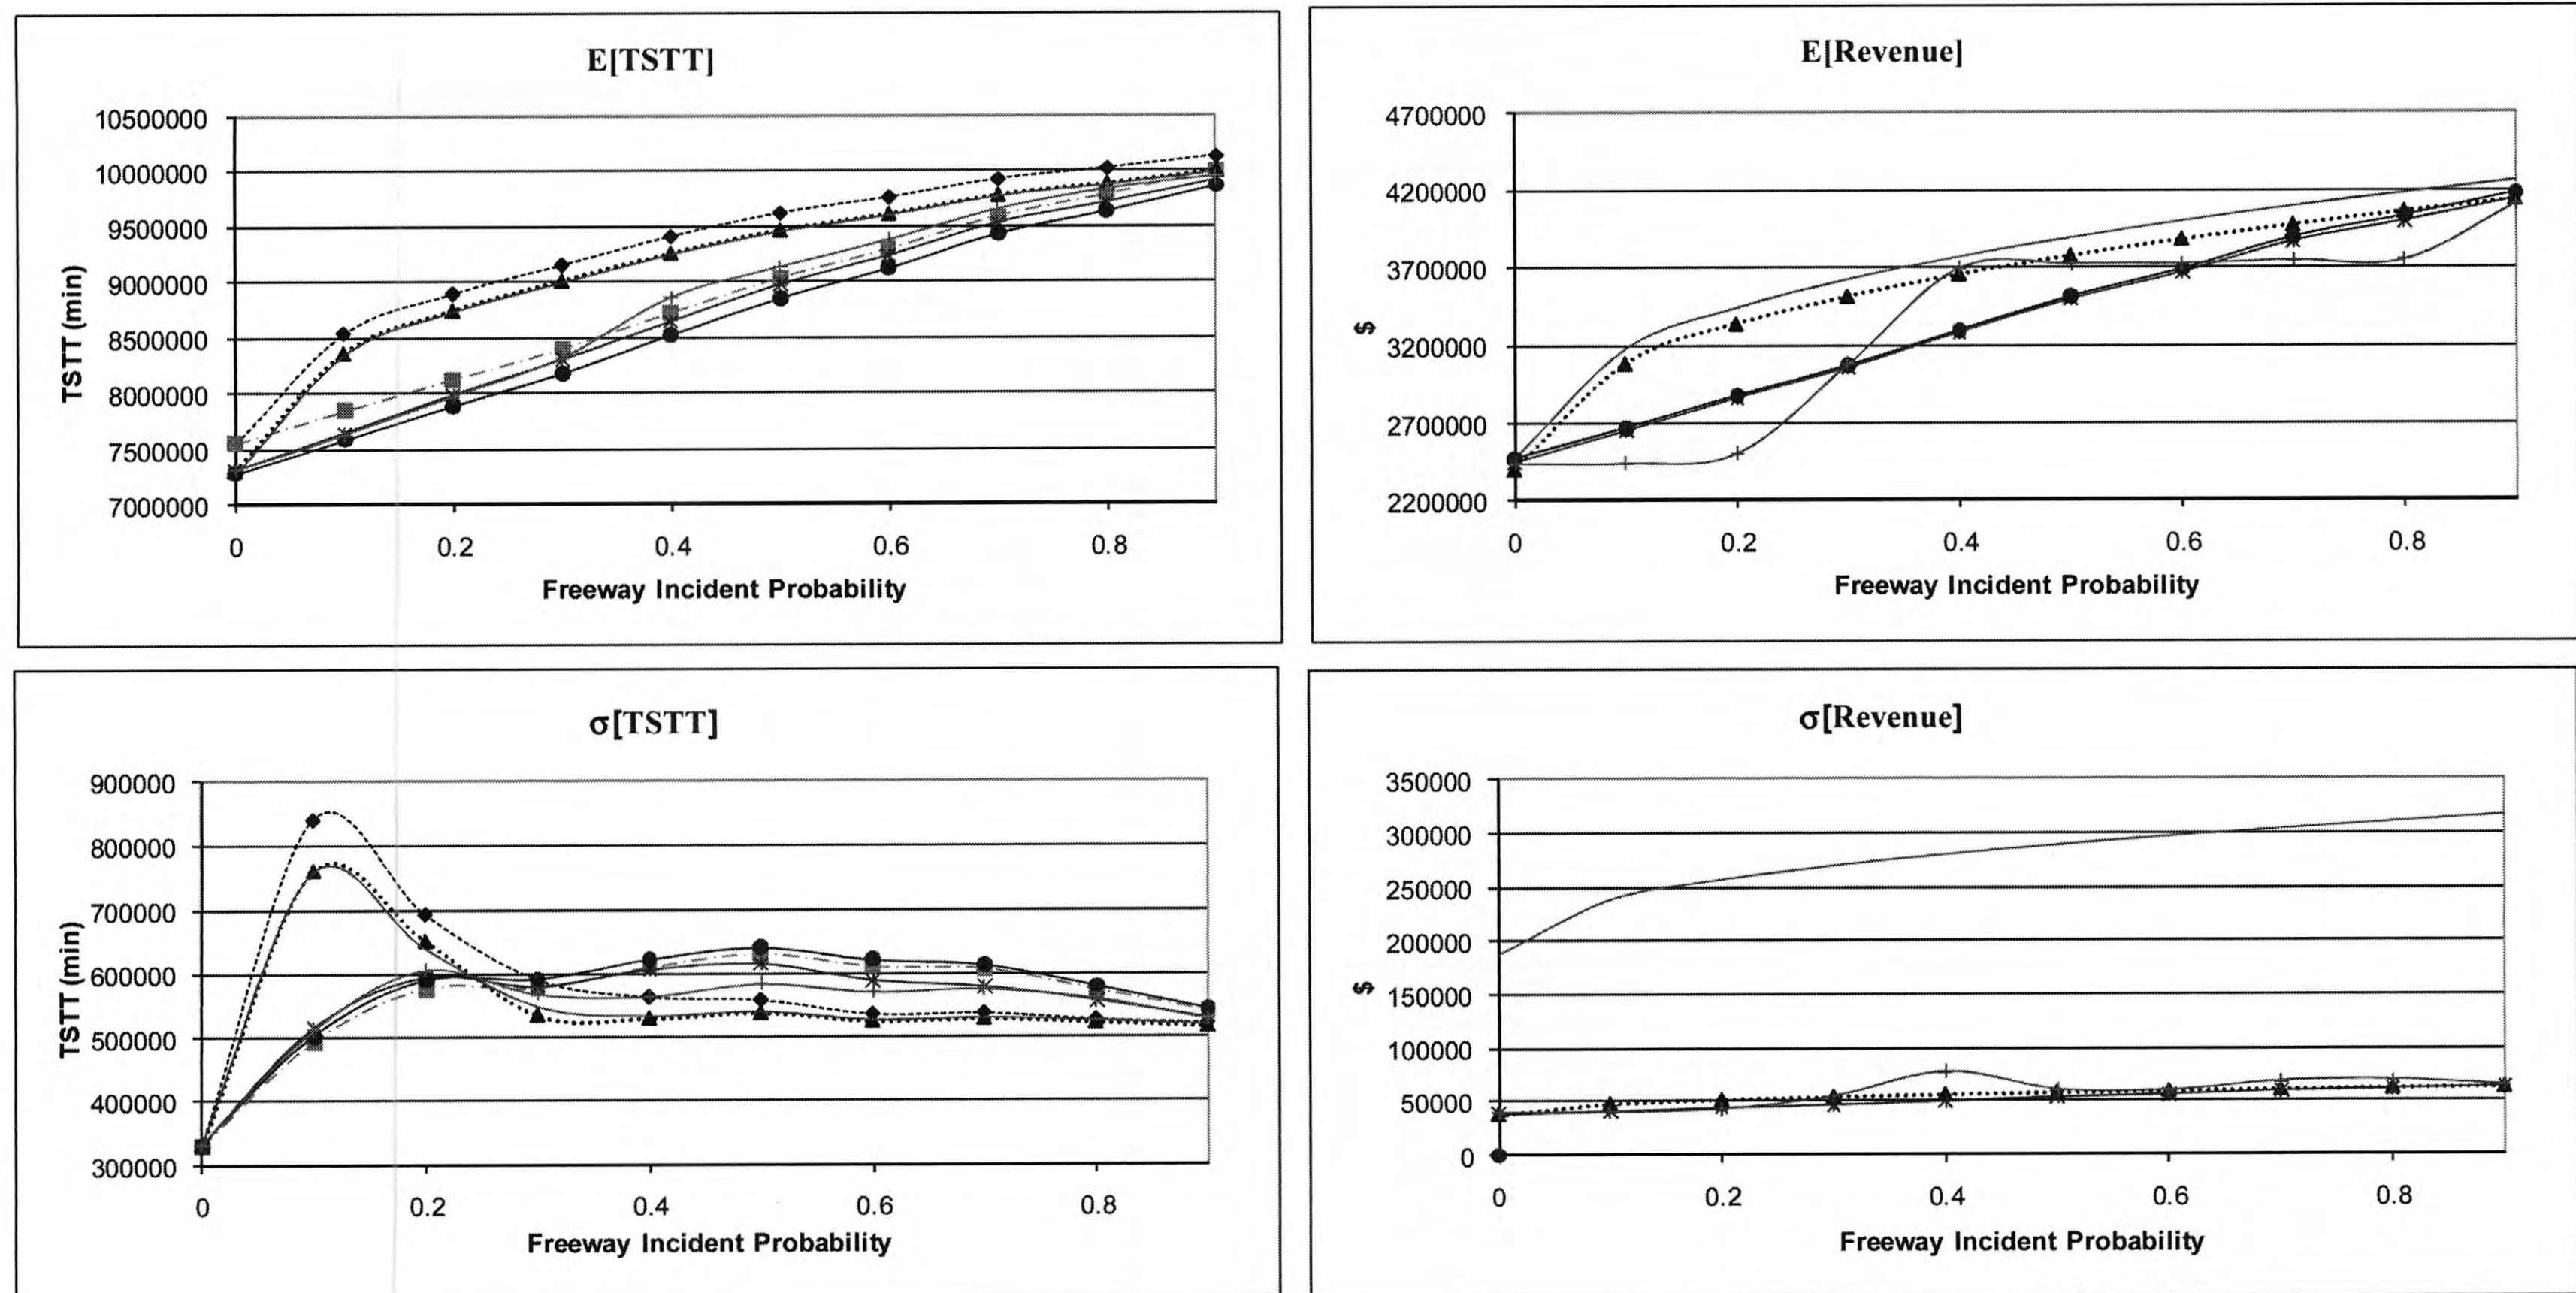 E[TSTT]
10500000
10000000
9500000
9000000
8500000
8000000
7500000
7000000
TSTT (min)
0 0.2 0.4 0.6 0.8
Freeway Incident Probability
E[Revenue]
4700000
4200000
3700000
3200000
2700000
2200000
$
0 0.2 0.4 0.6 0.8
Freeway Incident Probability
σ[TSTT]
900000
800000
700000
600000
500000
400000
300000
TSTT (min)
0 0.2 0.4 0.6 0.8
Freeway Incident Probability
σ[Revenue]
350000
300000
250000
200000
150000
100000
50000
0
$
0 0.2 0.4 0.6 0.8
Freeway Incident Probability